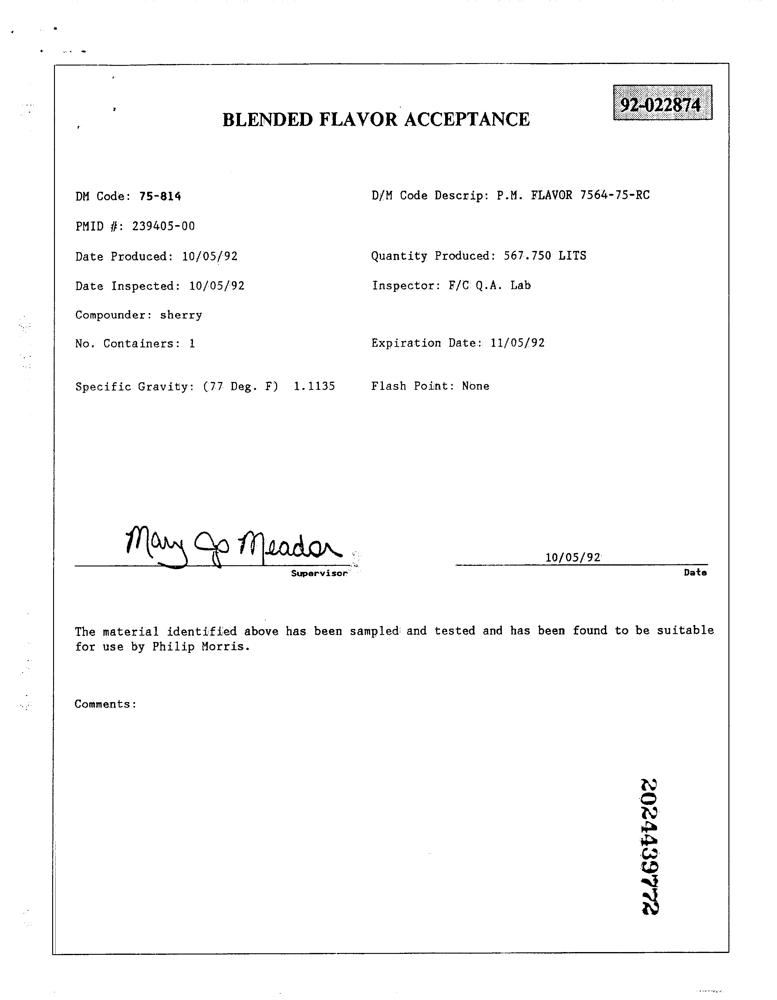 92-022874
BLENDED FLAVOR ACCEPTANCE
DM Code: 75-814 D/M Code Descrip: P.M. FLAVOR 7564-75-RC
PMID #: 239405-00
Date Produced: 10/05/92 Quantity Produced: 567.750 LITS
Date Inspected: 10/05/92 Inspector: F/C Q.A. Lab
Compounder: sherry
No. Containers: 1 Expiration Date: 11/05/92
Specific Gravity: (77 Deg. F) 1.1135 Flash Point: None
Mary Jo Meador 10/05/92
Supervisor Date
The material identified above has been sampled and tested and has been found to be suitable
for use by Philip Morris.
Comments:
2024439772